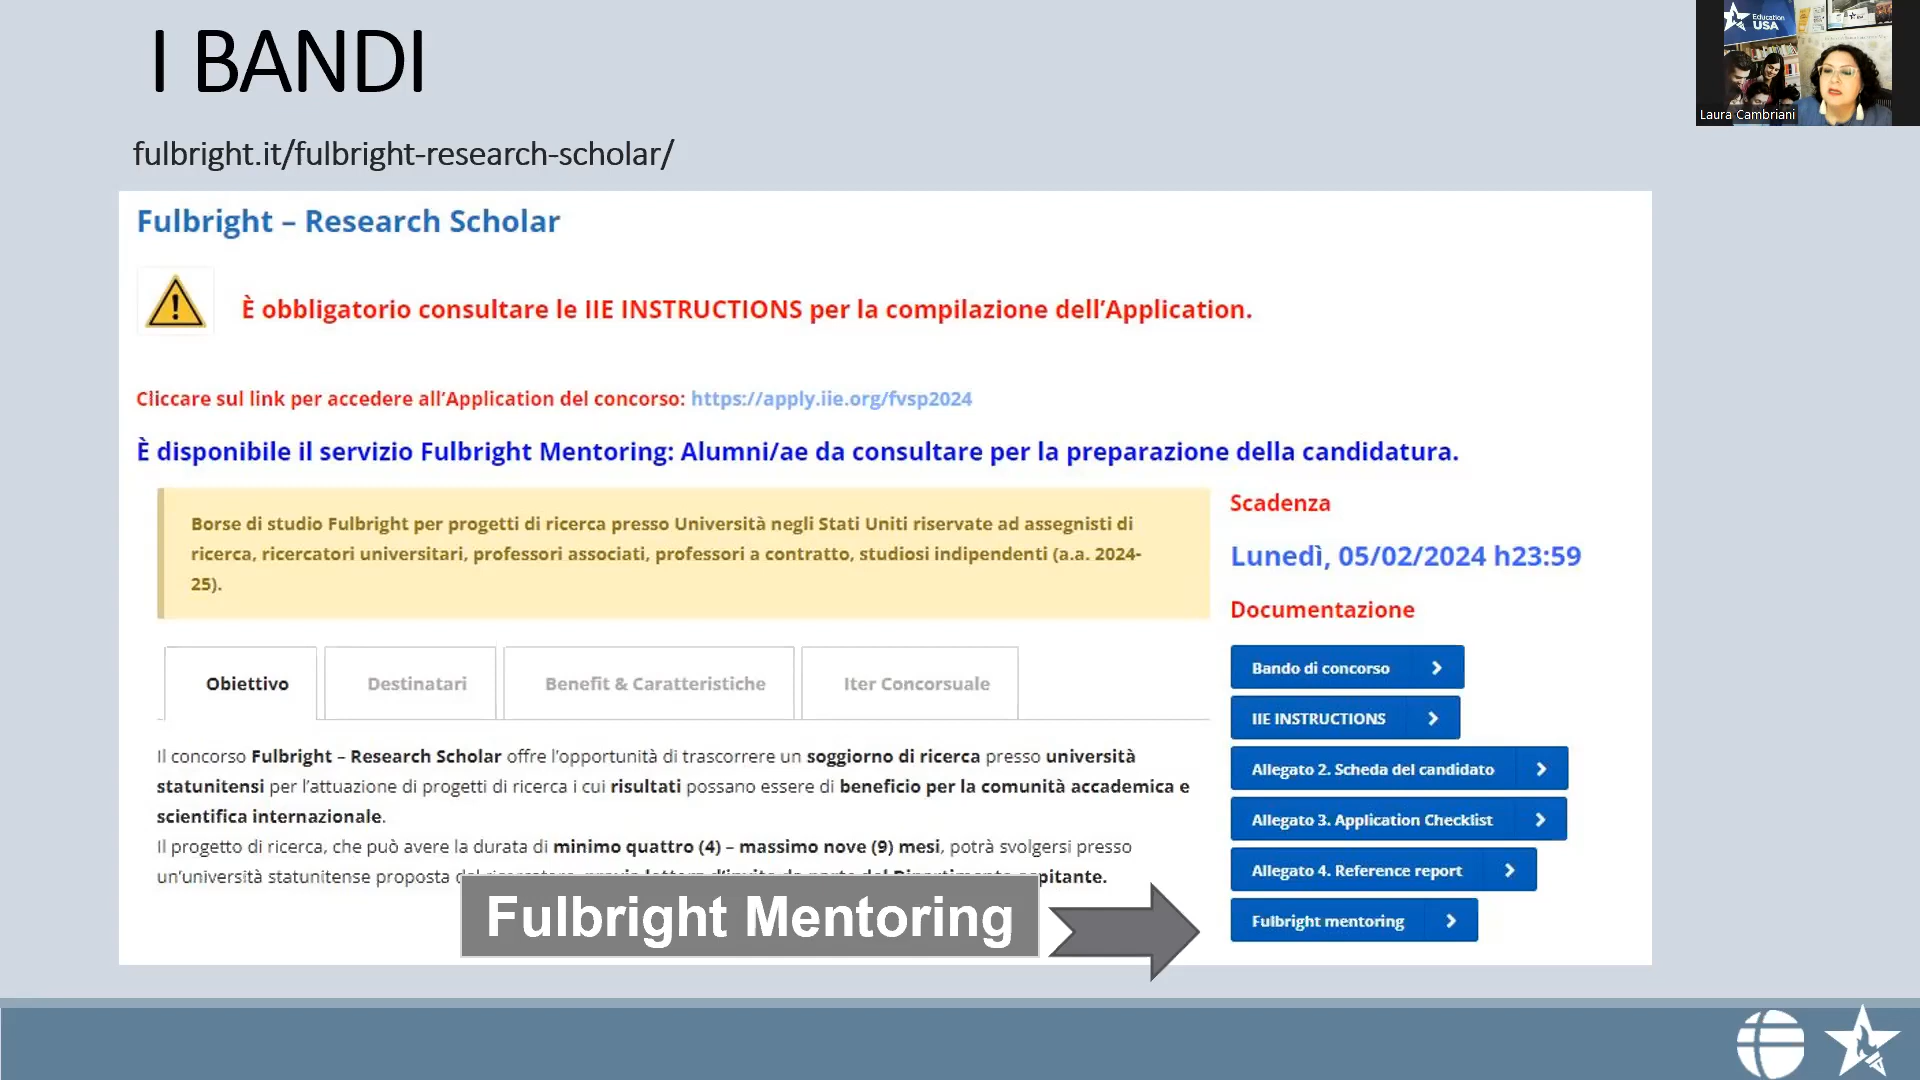 I BANDI
Education
USA
Laura Cambriani
fulbright.it/fulbright-research-scholar/
Fulbright – Research Scholar
È obbligatorio consultare le IIE INSTRUCTIONS per la compilazione dell’Application.
Cliccare sul link per accedere all’Application del concorso: https://apply.iie.org/fvsp2024
È disponibile il servizio Fulbright Mentoring: Alumni/ae da consultare per la preparazione della candidatura.
Borse di studio Fulbright per progetti di ricerca presso Università negli Stati Uniti riservate ad assegnisti di
ricerca, ricercatori universitari, professori associati, professori a contratto, studiosi indipendenti (a.a. 2024-
25).
Scadenza
Lunedì, 05/02/2024 h23:59
Documentazione
Bando di concorso
IIE INSTRUCTIONS
Allegato 2. Scheda del candidato
Allegato 3. Application Checklist
Allegato 4. Reference report
Fulbright mentoring
Obiettivo
Destinatari
Benefit & Caratteristiche
Iter Concorsuale
Il concorso Fulbright – Research Scholar offre l’opportunità di trascorrere un soggiorno di ricerca presso università
statunitensi per l’attuazione di progetti di ricerca i cui risultati possano essere di beneficio per la comunità accademica e
scientifica internazionale.
Il progetto di ricerca, che può avere la durata di minimo quattro (4) – massimo nove (9) mesi, potrà svolgersi presso
un’università statunitense proposta
Fulbright Mentoring